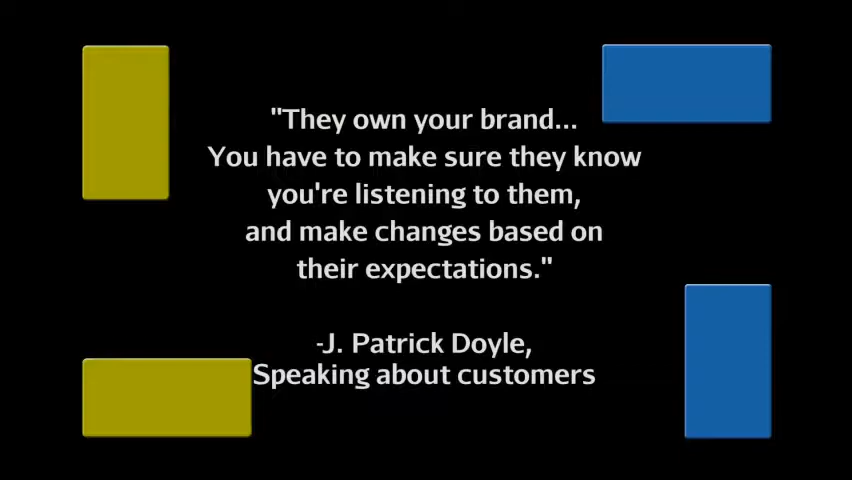 "They own your brand...
You have to make sure they know
you're listening to them,
and make changes based on
their expectations."
-J. Patrick Doyle,
Speaking about customers